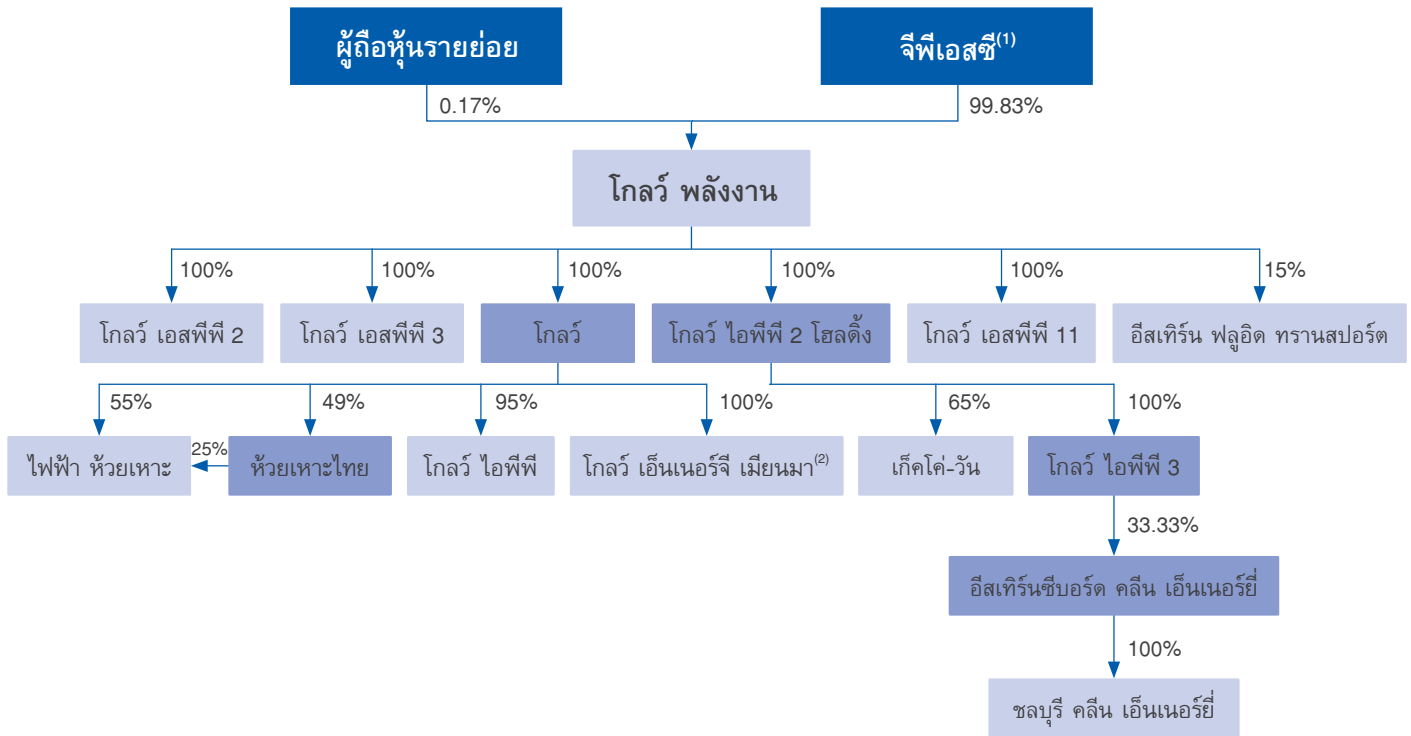 ผู้ถือหุ้นรายย่อย
จีพีเอสซี(1)
0.17%
99.83%
โกลว์ พลังงาน
100%
100%
100%
100%
100%
15%
โกลว์ เอสพีพี 2
โกลว์ เอสพีพี 3
โกลว์
โกลว์ ไอพีพี 2 โฮลดิ้ง
โกลว์ เอสพีพี 11
อีสเทิร์น ฟลูอิด ทรานสปอร์ต
55%
49%
95%
100%
65%
100%
ไฟฟ้า ห้วยเหาะ
25%
ห้วยเหาะไทย
โกลว์ ไอพีพี
โกลว์ เอ็นเนอร์จี เมียนมา(2)
เก็คโค่-วัน
โกลว์ ไอพีพี 3
33.33%
อีสเทิร์นซีบอร์ด คลีน เอ็นเนอร์ยี่
100%
ชลบุรี คลีน เอ็นเนอร์ยี่